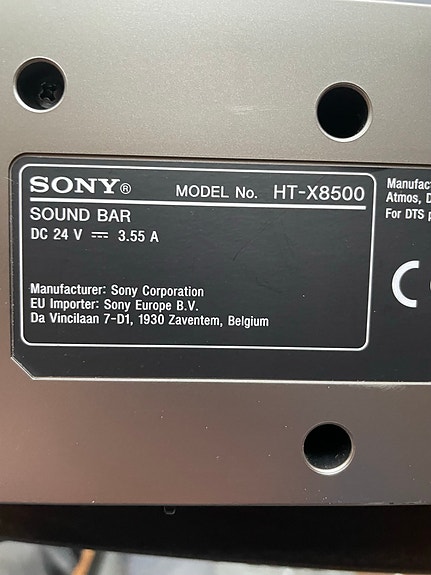 SONY® MODEL No. HT-X8500
SOUND BAR
DC 24 V ⎓ 3.55 A
Manufacturer: Sony Corporation
EU Importer: Sony Europe B.V.
Da Vincilaan 7-D1, 1930 Zaventem, Belgium
Atmos, D
For DTS p